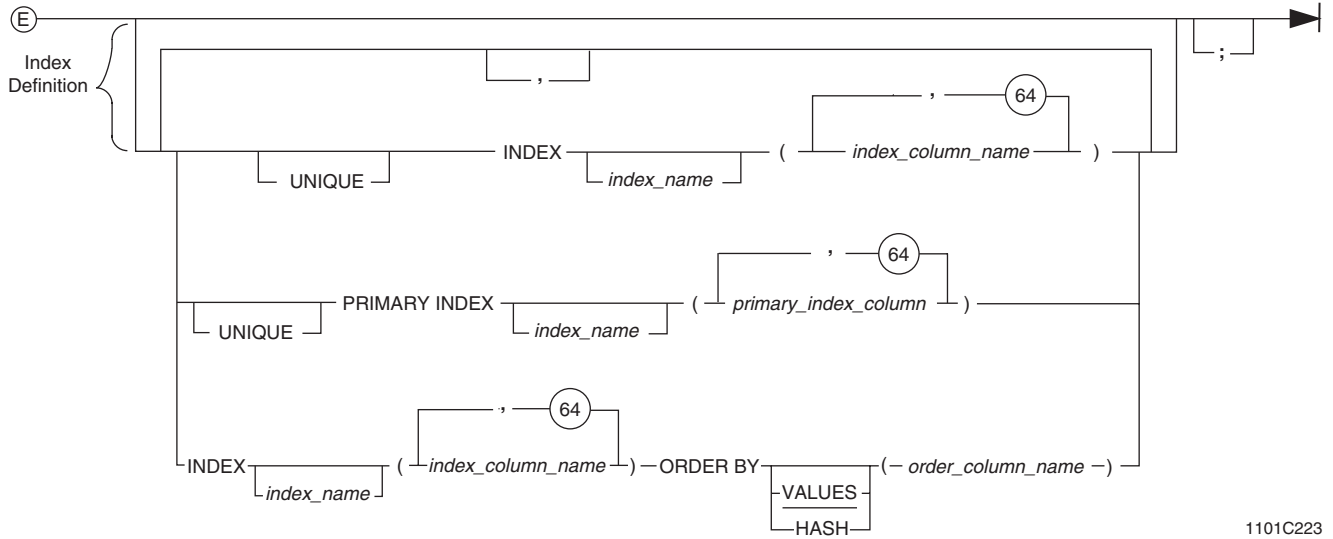 E
Index
Definition
,
;
, 64
INDEX ( index_column_name )
UNIQUE index_name
, 64
PRIMARY INDEX ( primary_index_column )
UNIQUE index_name
, 64
INDEX ( index_column_name ) ORDER BY ( order_column_name )
index_name VALUES
HASH
1101C223